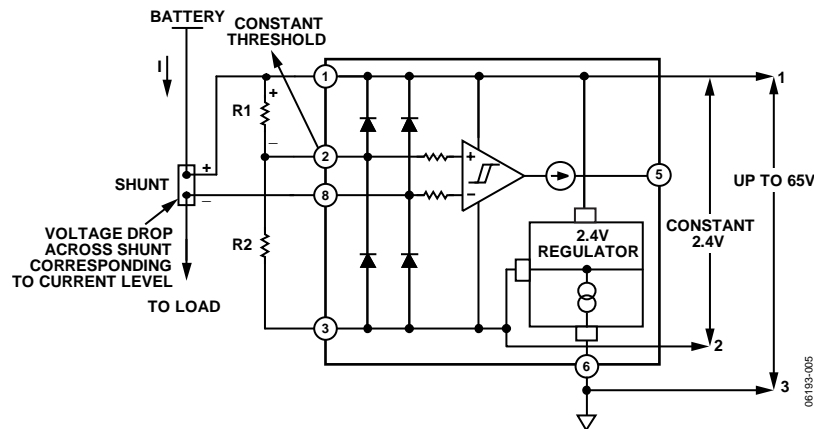 BATTERY
CONSTANT
THRESHOLD
I
1
1
+
R1
–
2
+
+
SHUNT
–
8
–
5
UP TO 65V
CONSTANT
2.4V
VOLTAGE DROP
ACROSS SHUNT
CORRESPONDING
TO CURRENT LEVEL
R2
2.4V
REGULATOR
TO LOAD
3
2
6
3
06193-005